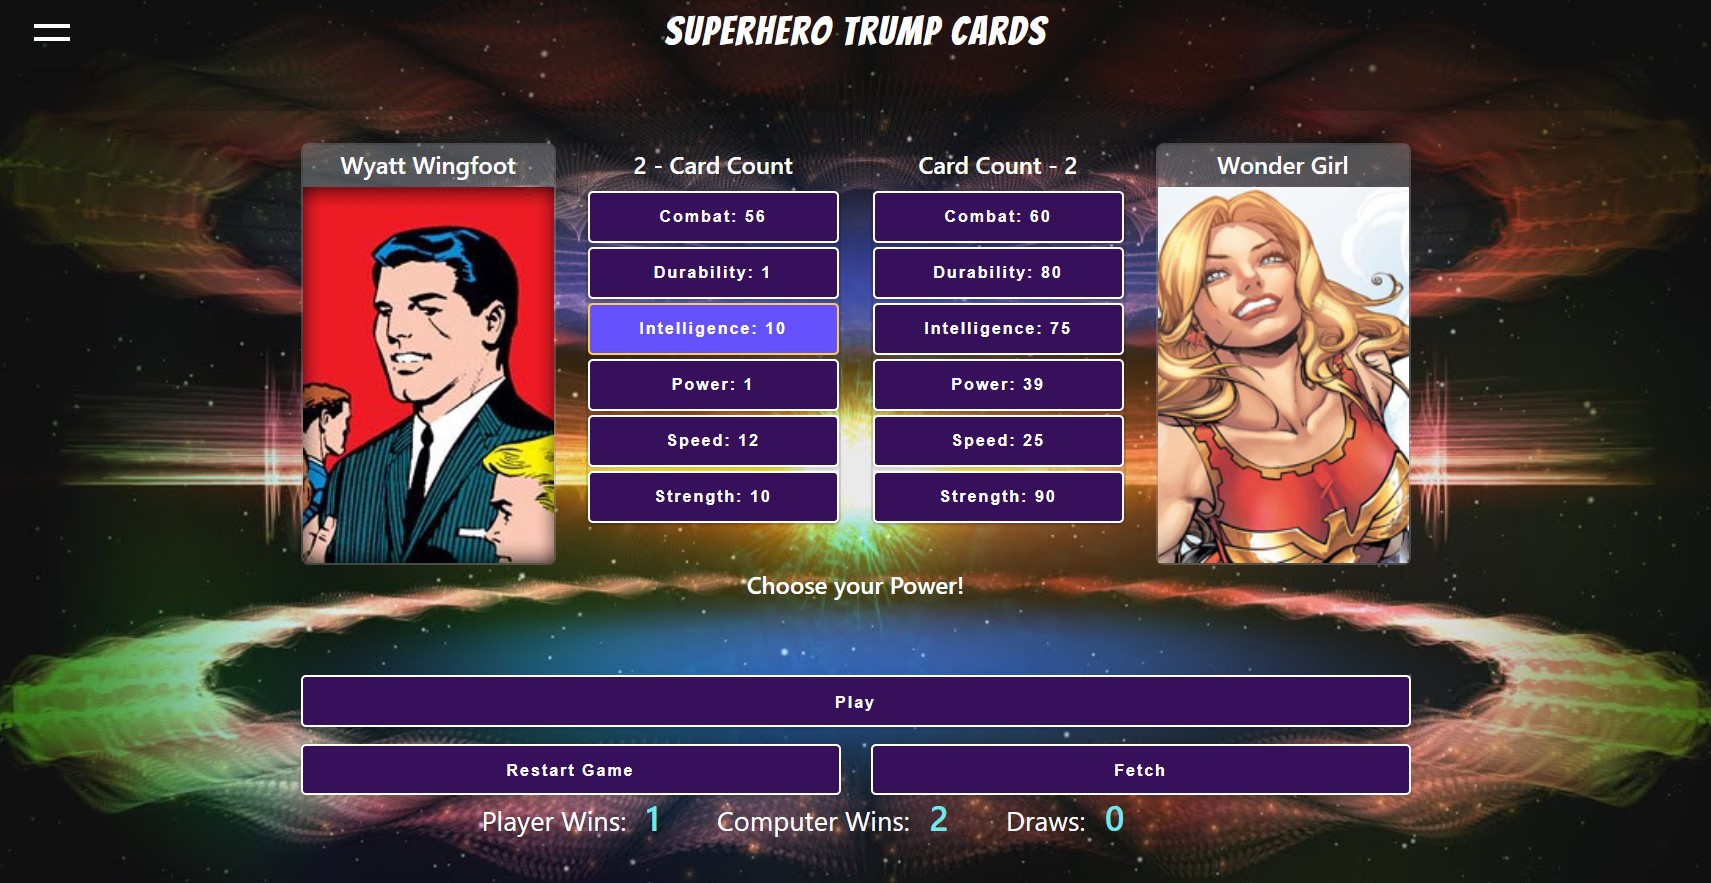 SUPERHERO TRUMP CARDS
Wyatt Wingfoot
2 - Card Count
Combat: 56
Durability: 1
Intelligence: 10
Power: 1
Speed: 12
Strength: 10
Card Count - 2
Combat: 60
Durability: 80
Intelligence: 75
Power: 39
Speed: 25
Strength: 90
Wonder Girl
Choose your Power!
Play
Restart Game
Fetch
Player Wins: 1 Computer Wins: 2 Draws: 0